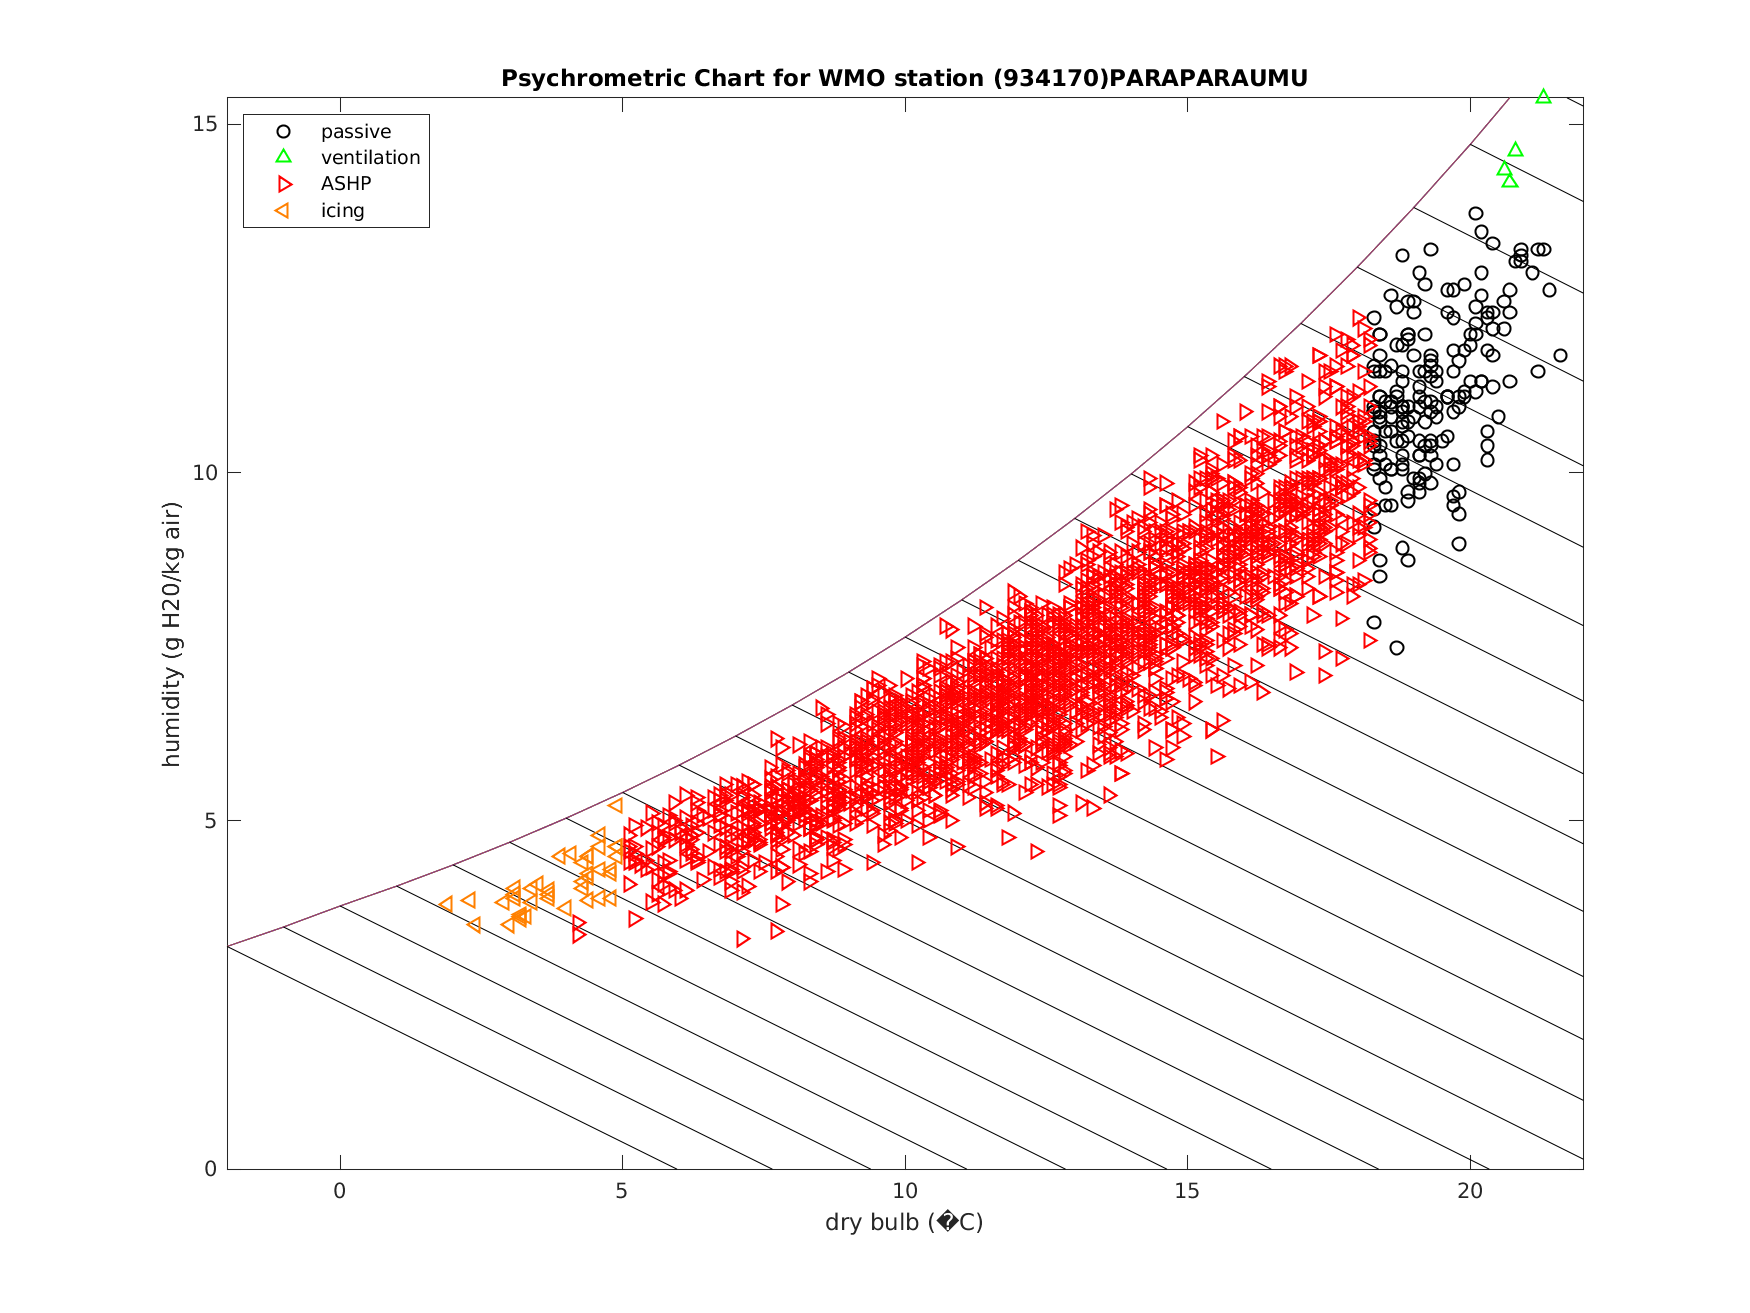 Psychrometric Chart for WMO station (934170)PARAPARAUMU
passive
ventilation
ASHP
icing
15
10
5
0
humidity (g H20/kg air)
0 5 10 15 20
dry bulb (�C)